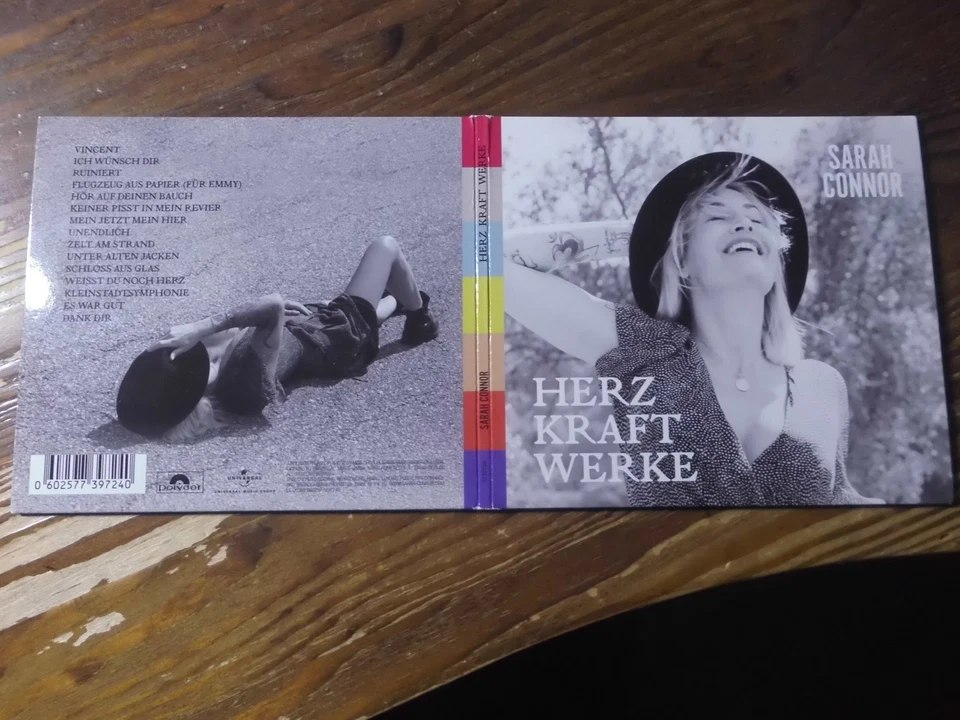 VINCENT
ICH WÜNSCH DIR
RUINIERT
FLUGZEUG AUS PAPIER (FÜR EMMY)
HÖR AUF DEINEN BAUCH
KEINER PISST IN MEIN REVIER
MEIN JETZT MEIN HIER
UNENDLICH
ZELT AM STRAND
UNTER ALTEN JACKEN
SCHLOSS AUS GLAS
WEISST DU NOCH HERZ
KLEINSTADTSYMPHONIE
ES WAR GUT
DANK DIR
0 602577 397240
Polydor
UNIVERSAL
UNIVERSAL MUSIC GROUP
HERZ KRAFT WERKE
SARAH CONNOR
SARAH
CONNOR
HERZ
KRAFT
WERKE